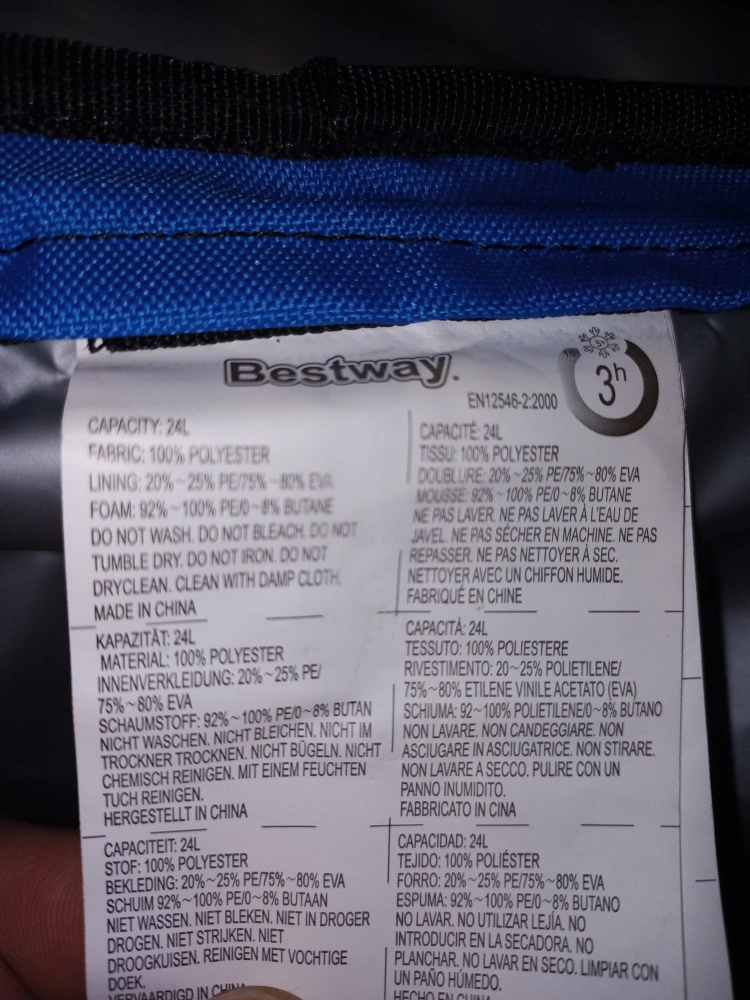 Bestway.
3h
EN12546-2:2000
CAPACITY: 24L
FABRIC: 100% POLYESTER
LINING: 20%~25% PE/75%~80% EVA
FOAM: 92%~100% PE/0~8% BUTANE
DO NOT WASH. DO NOT BLEACH. DO NOT
TUMBLE DRY. DO NOT IRON. DO NOT
DRYCLEAN. CLEAN WITH DAMP CLOTH.
MADE IN CHINA
CAPACITÉ: 24L
TISSU: 100% POLYESTER
DOUBLURE: 20%~25% PE/75%~80% EVA
MOUSSE: 92%~100% PE/0~8% BUTANE
NE PAS LAVER. NE PAS LAVER À L'EAU DE
JAVEL. NE PAS SÉCHER EN MACHINE. NE PAS
REPASSER. NE PAS NETTOYER À SEC.
NETTOYER AVEC UN CHIFFON HUMIDE.
FABRIQUÉ EN CHINE
KAPAZITÄT: 24L
MATERIAL: 100% POLYESTER
INNENVERKLEIDUNG: 20%~25% PE/
75%~80% EVA
SCHAUMSTOFF: 92%~100% PE/0~8% BUTAN
NICHT WASCHEN. NICHT BLEICHEN. NICHT IM
TROCKNER TROCKNEN. NICHT BÜGELN. NICHT
CHEMISCH REINIGEN. MIT EINEM FEUCHTEN
TUCH REINIGEN.
HERGESTELLT IN CHINA
CAPACITÀ: 24L
TESSUTO: 100% POLIESTERE
RIVESTIMENTO: 20~25% POLIETILENE/
75%~80% ETILENE VINILE ACETATO (EVA)
SCHIUMA: 92~100% POLIETILENE/0~8% BUTANO
NON LAVARE. NON CANDEGGIARE. NON
ASCIUGARE IN ASCIUGATRICE. NON STIRARE.
NON LAVARE A SECCO. PULIRE CON UN
PANNO INUMIDITO.
FABBRICATO IN CINA
CAPACITEIT: 24L
STOF: 100% POLYESTER
BEKLEDING: 20%~25% PE/75%~80% EVA
SCHUIM 92%~100% PE/0~8% BUTAAN
NIET WASSEN. NIET BLEKEN. NIET IN DROGER
DROGEN. NIET STRIJKEN. NIET
DROOGKUISEN. REINIGEN MET VOCHTIGE
DOEK.
VERVAARDIGD IN CHINA
CAPACIDAD: 24L
TEJIDO: 100% POLIÉSTER
FORRO: 20%~25% PE/75%~80% EVA
ESPUMA: 92%~100% PE/0~8% BUTANO
NO LAVAR. NO UTILIZAR LEJÍA. NO
INTRODUCIR EN LA SECADORA. NO
PLANCHAR. NO LAVAR EN SECO. LIMPIAR CON
UN PAÑO HÚMEDO.
HECHO EN CHINA